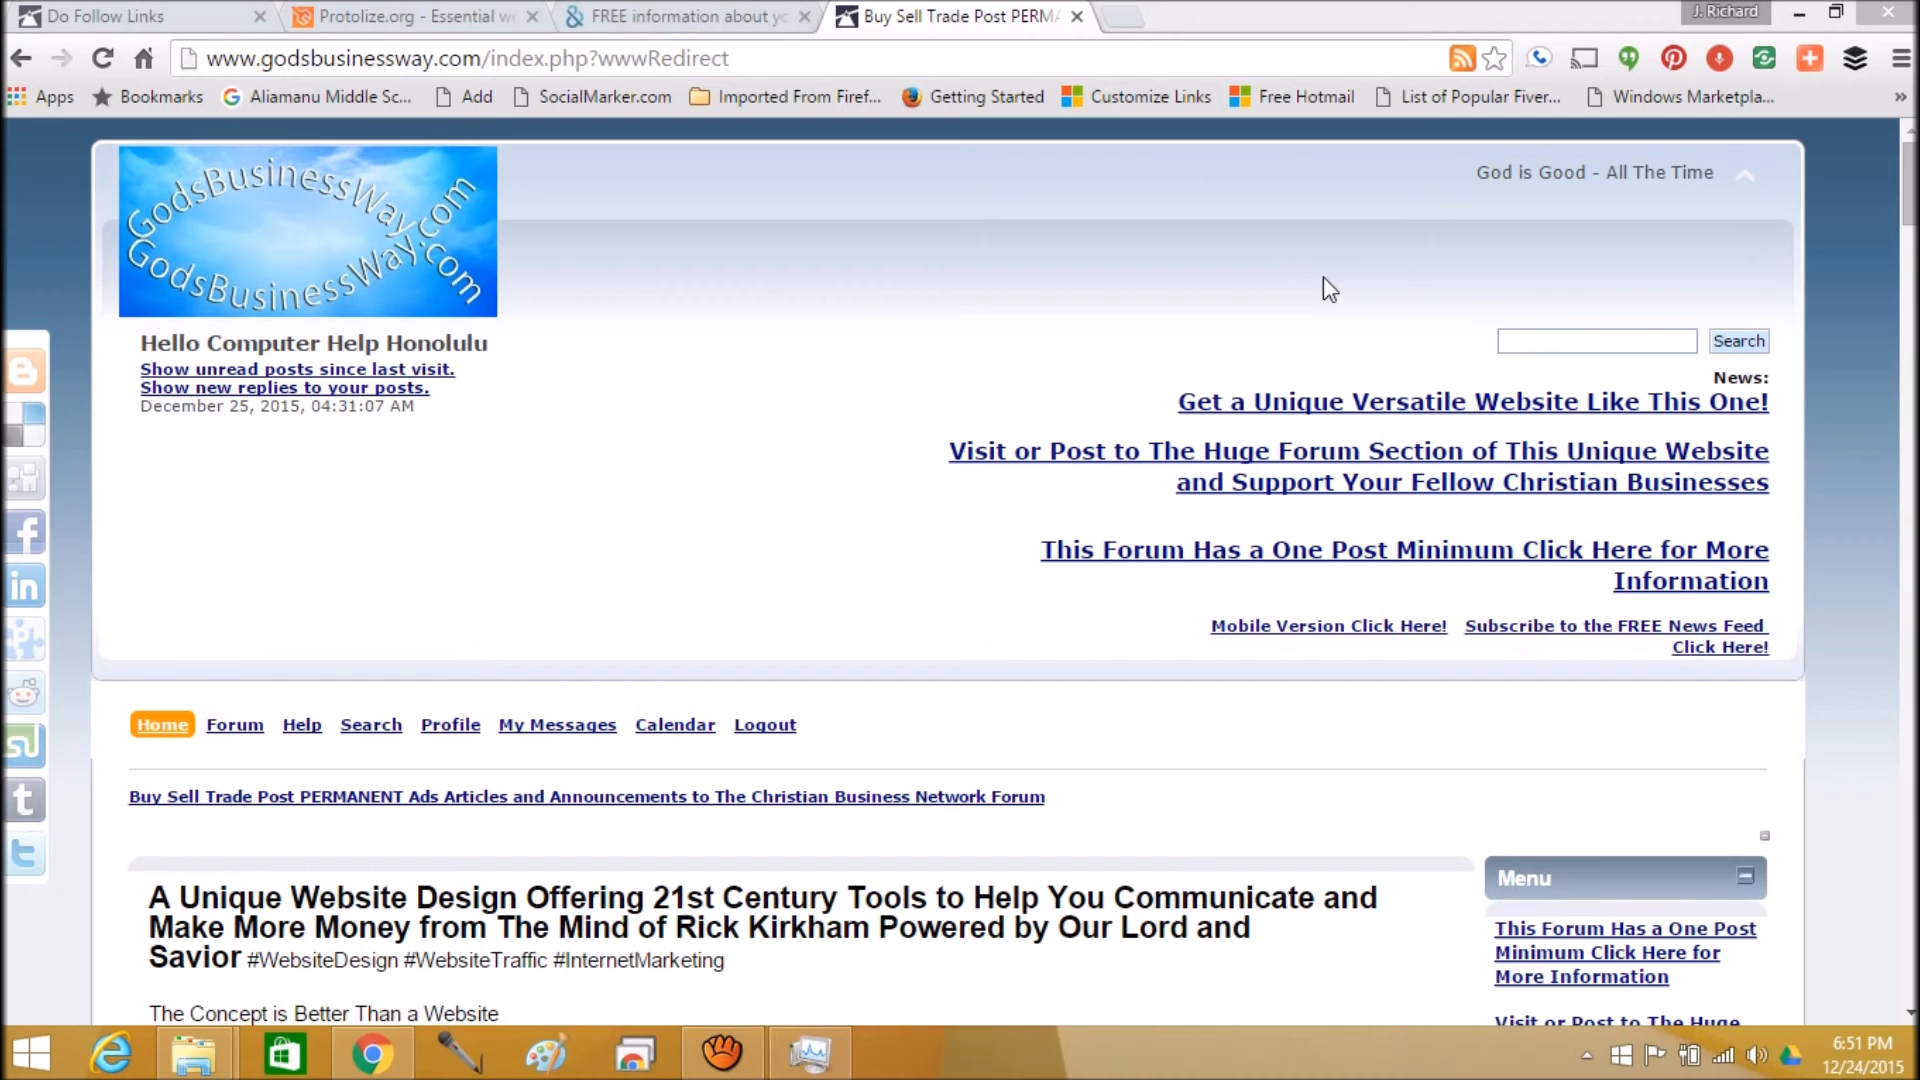 Do Follow Links
Protolize.org - Essential w
FREE information about yo
Buy Sell Trade Post PERMA
J. Richard
www.godsbusinessway.com/index.php?wwwRedirect
Apps
Bookmarks
Aliamanu Middle Sc...
Add
SocialMarker.com
Imported From Firef...
Getting Started
Customize Links
Free Hotmail
List of Popular Fiver...
Windows Marketpla...
»
God is Good - All The Time
GodsBusinessWay.com
GodsBusinessWay.com
Hello Computer Help Honolulu
Show unread posts since last visit.
Show new replies to your posts.
December 25, 2015, 04:31:07 AM
Search
News:
Get a Unique Versatile Website Like This One!
Visit or Post to The Huge Forum Section of This Unique Website
and Support Your Fellow Christian Businesses
This Forum Has a One Post Minimum Click Here for More
Information
Mobile Version Click Here! Subscribe to the FREE News Feed
Click Here!
Home Forum Help Search Profile My Messages Calendar Logout
Buy Sell Trade Post PERMANENT Ads Articles and Announcements to The Christian Business Network Forum
A Unique Website Design Offering 21st Century Tools to Help You Communicate and
Make More Money from The Mind of Rick Kirkham Powered by Our Lord and
Savior #WebsiteDesign #WebsiteTraffic #InternetMarketing
The Concept is Better Than a Website
Menu
This Forum Has a One Post
Minimum Click Here for
More Information
Visit or Post to The Huge
6:51 PM
12/24/2015